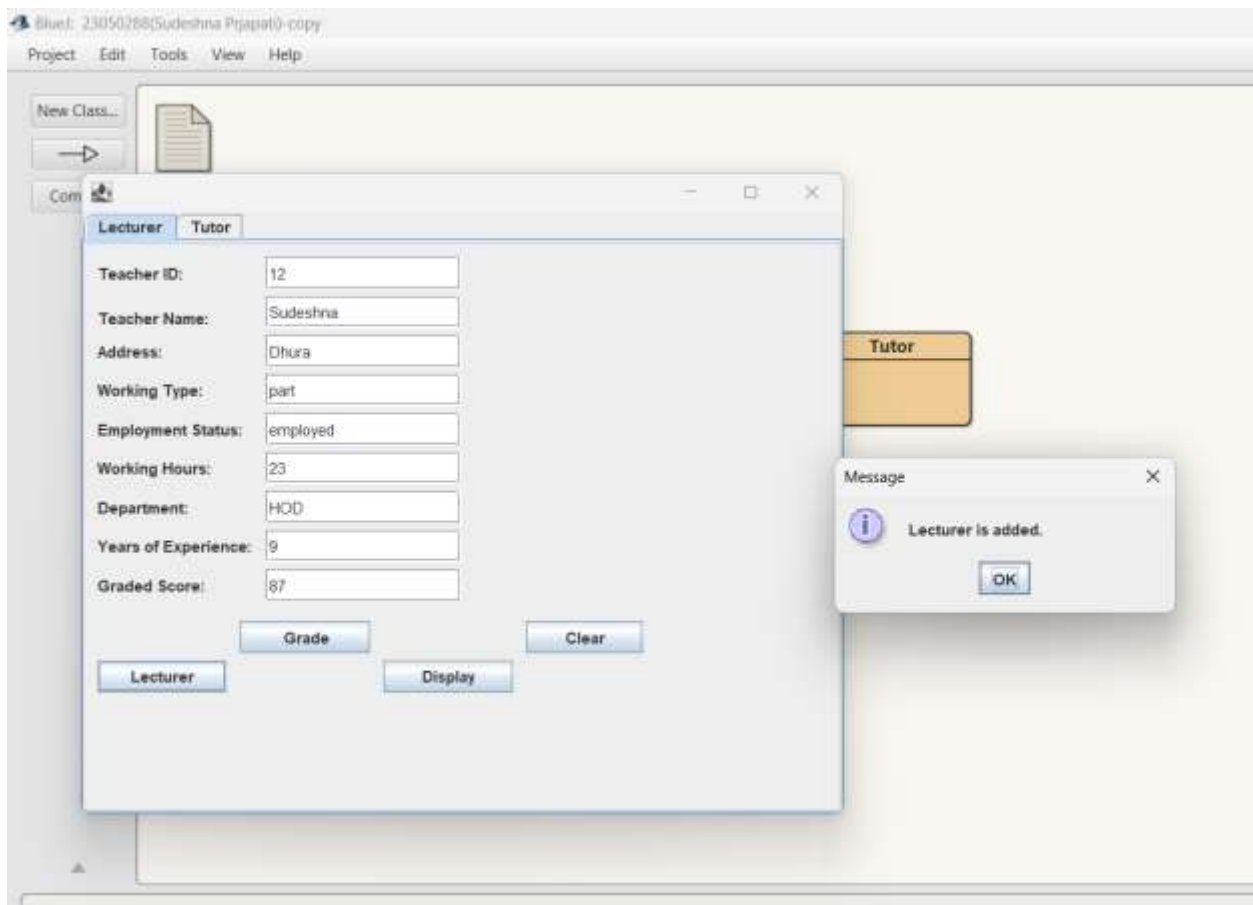 BlueJ: 23050288(Sudeshna Prjapati)-copy
Project Edit Tools View Help
New Class...
Com
Lecturer Tutor
Teacher ID: 12
Teacher Name: Sudeshna
Address: Dhura
Working Type: part
Employment Status: employed
Working Hours: 23
Department: HOD
Years of Experience: 9
Graded Score: 87
Grade Clear
Lecturer Display
Tutor
Message
Lecturer is added.
OK